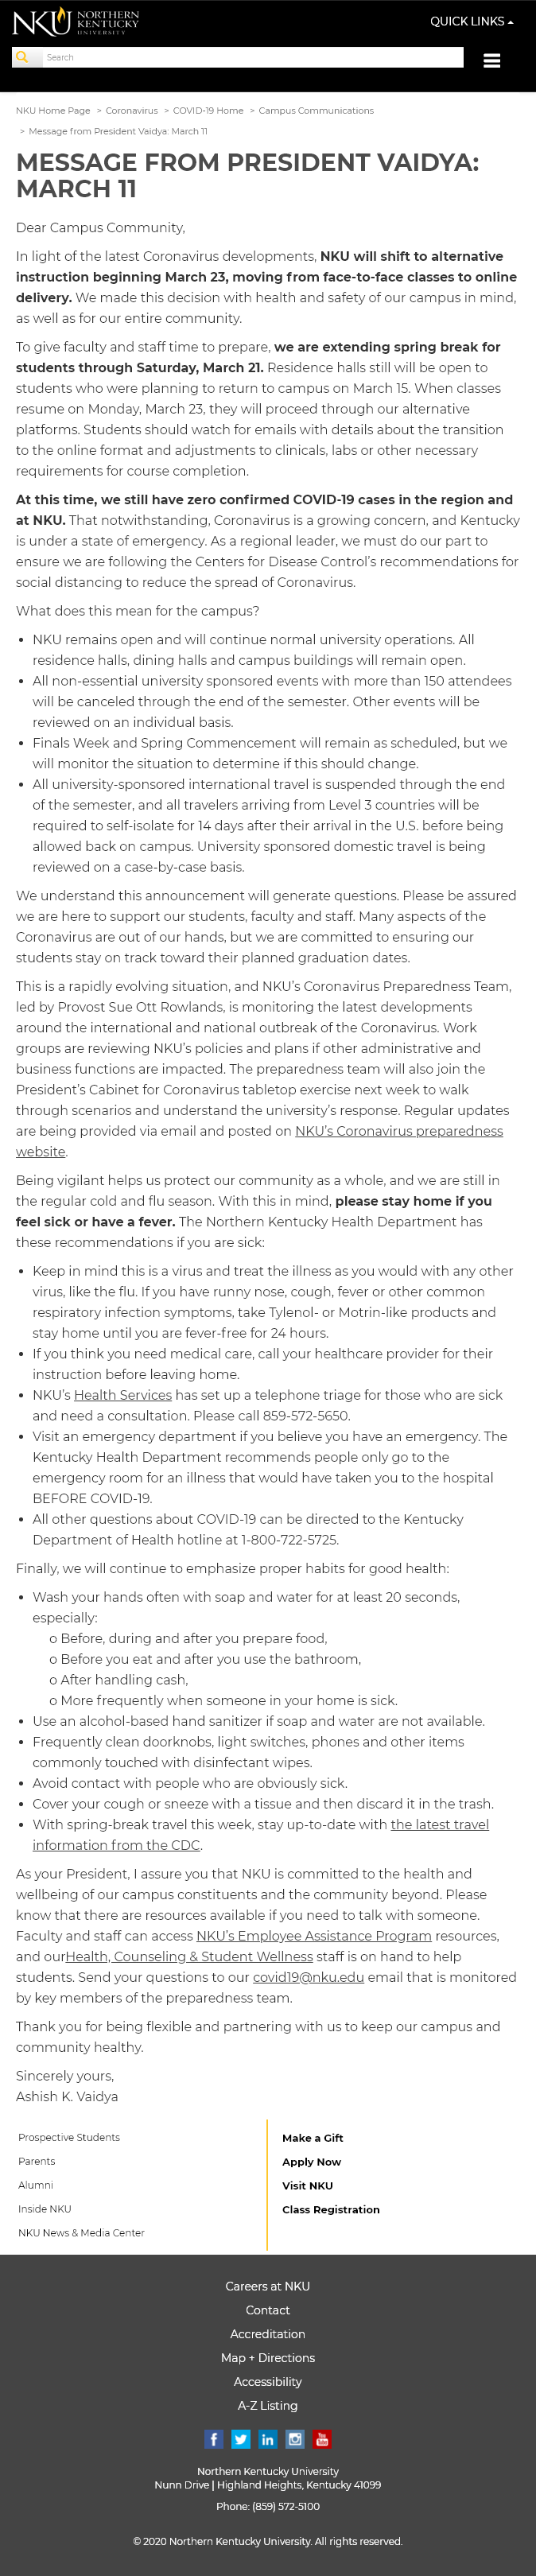 NKU NORTHERN
KENTUCKY
UNIVERSITY
QUICK LINKS
Search
NKU Home Page > Coronavirus > COVID-19 Home > Campus Communications
> Message from President Vaidya: March 11
MESSAGE FROM PRESIDENT VAIDYA:
MARCH 11
Dear Campus Community,
In light of the latest Coronavirus developments, NKU will shift to alternative
instruction beginning March 23, moving from face-to-face classes to online
delivery. We made this decision with health and safety of our campus in mind,
as well as for our entire community.
To give faculty and staff time to prepare, we are extending spring break for
students through Saturday, March 21. Residence halls still will be open to
students who were planning to return to campus on March 15. When classes
resume on Monday, March 23, they will proceed through our alternative
platforms. Students should watch for emails with details about the transition
to the online format and adjustments to clinicals, labs or other necessary
requirements for course completion.
At this time, we still have zero confirmed COVID-19 cases in the region and
at NKU. That notwithstanding, Coronavirus is a growing concern, and Kentucky
is under a state of emergency. As a regional leader, we must do our part to
ensure we are following the Centers for Disease Control's recommendations for
social distancing to reduce the spread of Coronavirus.
What does this mean for the campus?
• NKU remains open and will continue normal university operations. All
residence halls, dining halls and campus buildings will remain open.
• All non-essential university sponsored events with more than 150 attendees
will be canceled through the end of the semester. Other events will be
reviewed on an individual basis.
• Finals Week and Spring Commencement will remain as scheduled, but we
will monitor the situation to determine if this should change.
• All university-sponsored international travel is suspended through the end
of the semester, and all travelers arriving from Level 3 countries will be
required to self-isolate for 14 days after their arrival in the U.S. before being
allowed back on campus. University sponsored domestic travel is being
reviewed on a case-by-case basis.
We understand this announcement will generate questions. Please be assured
we are here to support our students, faculty and staff. Many aspects of the
Coronavirus are out of our hands, but we are committed to ensuring our
students stay on track toward their planned graduation dates.
This is a rapidly evolving situation, and NKU's Coronavirus Preparedness Team,
led by Provost Sue Ott Rowlands, is monitoring the latest developments
around the international and national outbreak of the Coronavirus. Work
groups are reviewing NKU's policies and plans if other administrative and
business functions are impacted. The preparedness team will also join the
President's Cabinet for Coronavirus tabletop exercise next week to walk
through scenarios and understand the university's response. Regular updates
are being provided via email and posted on NKU's Coronavirus preparedness
website.
Being vigilant helps us protect our community as a whole, and we are still in
the regular cold and flu season. With this in mind, please stay home if you
feel sick or have a fever. The Northern Kentucky Health Department has
these recommendations if you are sick:
• Keep in mind this is a virus and treat the illness as you would with any other
virus, like the flu. If you have runny nose, cough, fever or other common
respiratory infection symptoms, take Tylenol- or Motrin-like products and
stay home until you are fever-free for 24 hours.
• If you think you need medical care, call your healthcare provider for their
instruction before leaving home.
• NKU's Health Services has set up a telephone triage for those who are sick
and need a consultation. Please call 859-572-5650.
• Visit an emergency department if you believe you have an emergency. The
Kentucky Health Department recommends people only go to the
emergency room for an illness that would have taken you to the hospital
BEFORE COVID-19.
• All other questions about COVID-19 can be directed to the Kentucky
Department of Health hotline at 1-800-722-5725.
Finally, we will continue to emphasize proper habits for good health:
• Wash your hands often with soap and water for at least 20 seconds,
especially:
o Before, during and after you prepare food,
o Before you eat and after you use the bathroom,
o After handling cash,
o More frequently when someone in your home is sick.
• Use an alcohol-based hand sanitizer if soap and water are not available.
• Frequently clean doorknobs, light switches, phones and other items
commonly touched with disinfectant wipes.
• Avoid contact with people who are obviously sick.
• Cover your cough or sneeze with a tissue and then discard it in the trash.
• With spring-break travel this week, stay up-to-date with the latest travel
information from the CDC.
As your President, I assure you that NKU is committed to the health and
wellbeing of our campus constituents and the community beyond. Please
know that there are resources available if you need to talk with someone.
Faculty and staff can access NKU's Employee Assistance Program resources,
and ourHealth, Counseling & Student Wellness staff is on hand to help
students. Send your questions to our covid19@nku.edu email that is monitored
by key members of the preparedness team.
Thank you for being flexible and partnering with us to keep our campus and
community healthy.
Sincerely yours,
Ashish K. Vaidya
Prospective Students
Parents
Alumni
Inside NKU
NKU News & Media Center
Make a Gift
Apply Now
Visit NKU
Class Registration
Careers at NKU
Contact
Accreditation
Map + Directions
Accessibility
A-Z Listing
Northern Kentucky University
Nunn Drive | Highland Heights, Kentucky 41099
Phone: (859) 572-5100
© 2020 Northern Kentucky University. All rights reserved.